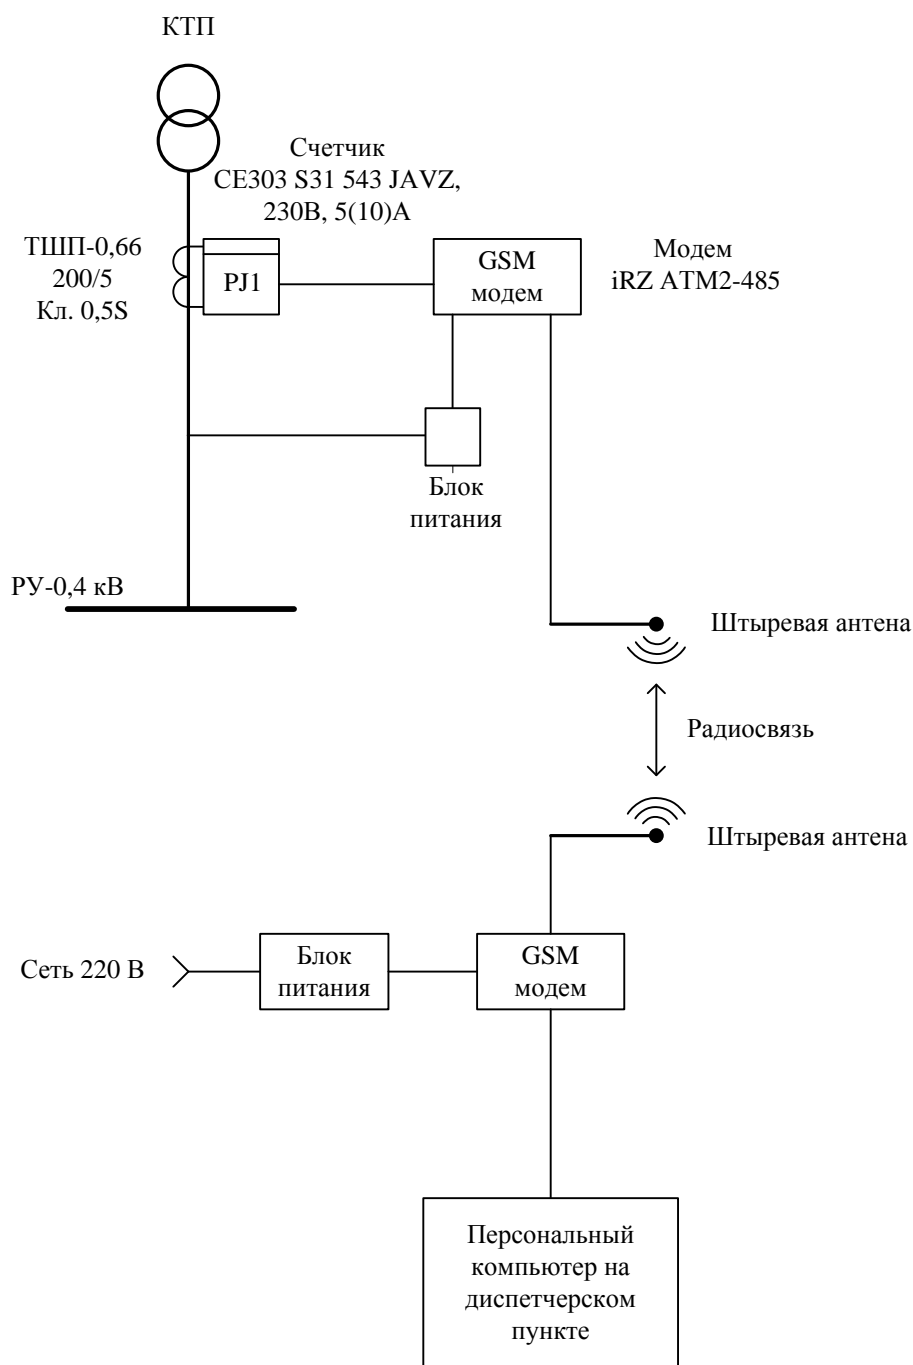 КТП
Счетчик
СЕ303 S31 543 JAVZ,
230В, 5(10)А
ТШП-0,66
200/5
Кл. 0,5S
PJ1
GSM
модем
Модем
iRZ ATM2-485
Блок
питания
РУ-0,4 кВ
Штыревая антена
Радиосвязь
Штыревая антена
Сеть 220 В
Блок
питания
GSM
модем
Персональный
компьютер на
диспетчерском
пункте